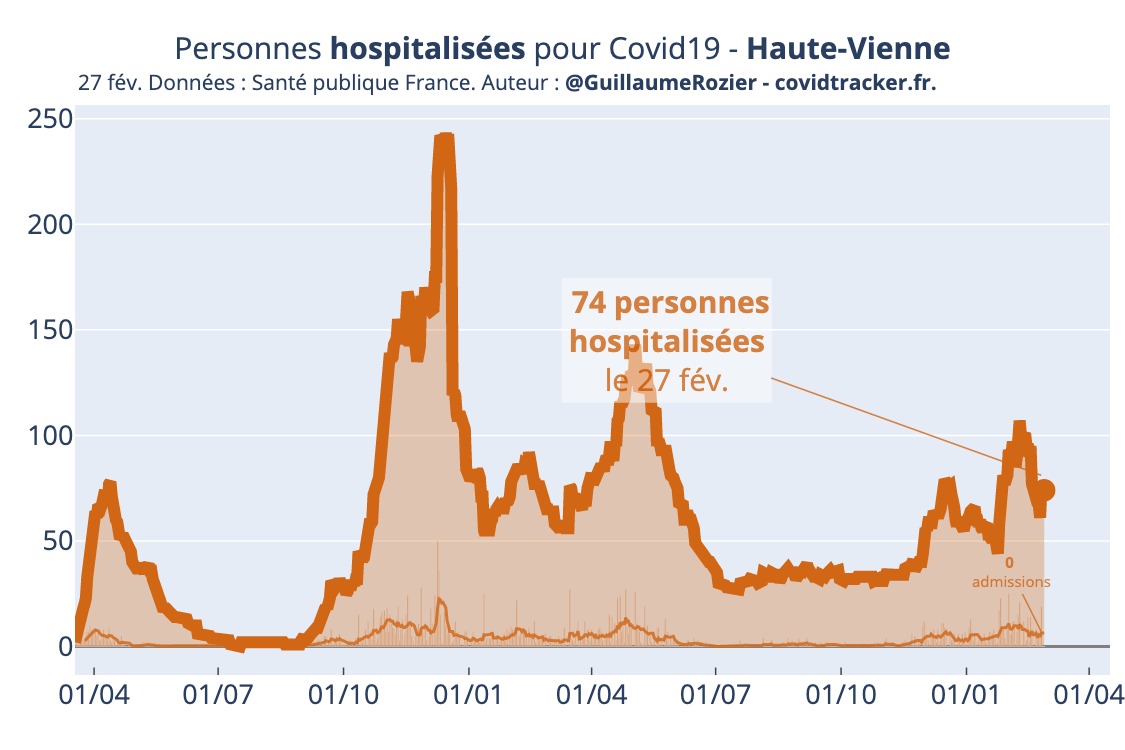 Personnes hospitalisées pour Covid19 - Haute-Vienne
27 fév. Données : Santé publique France. Auteur : @GuillaumeRozier - covidtracker.fr.
250
200
150
100
50
0
74 personnes
hospitalisées
le 27 fév.
0
admissions
01/04 01/07 01/10 01/01 01/04 01/07 01/10 01/01 01/04